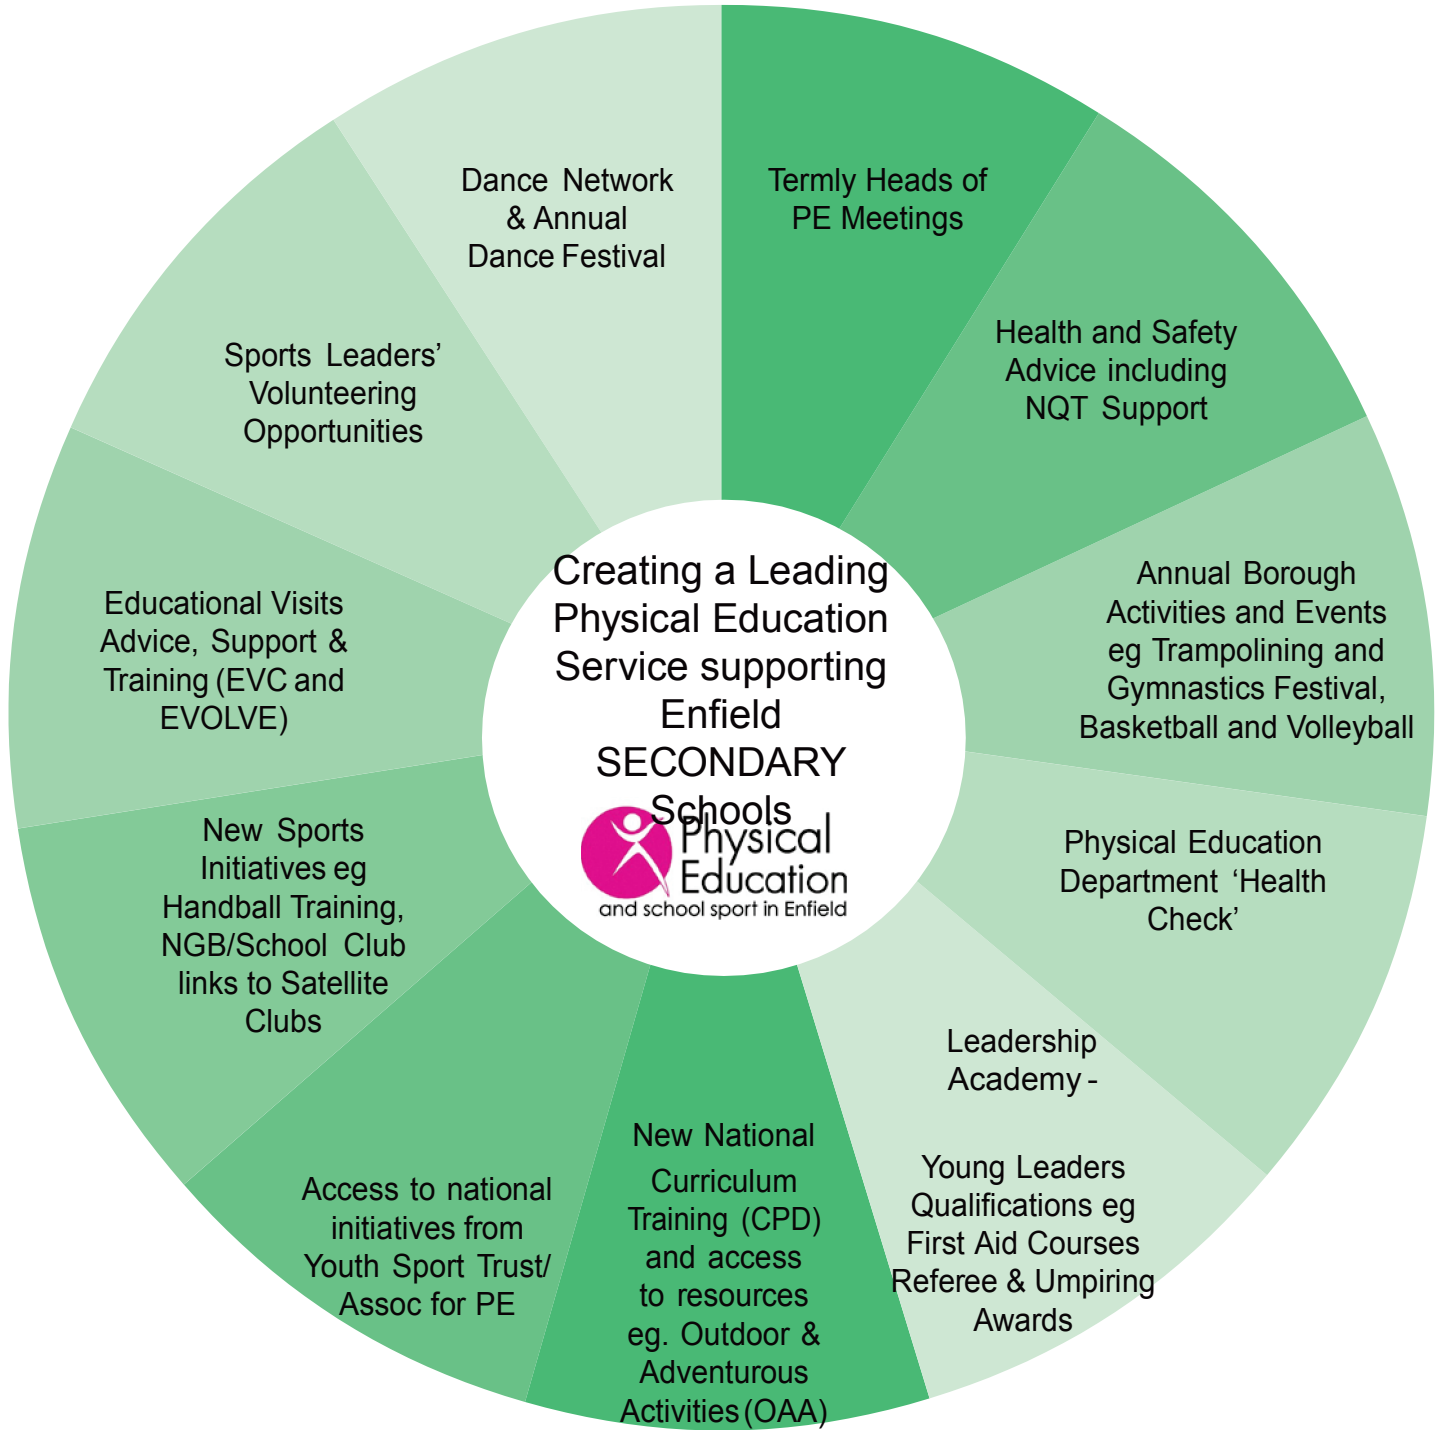 Dance Network
& Annual
Dance Festival
Termly Heads of
PE Meetings
Health and Safety
Advice including
NQT Support
Annual Borough
Activities and Events
eg Trampolining and
Gymnastics Festival,
Basketball and Volleyball
Physical Education
Department ‘Health
Check’
Leadership
Academy -
Young Leaders
Qualifications eg
First Aid Courses
Referee & Umpiring
Awards
New National
Curriculum
Training (CPD)
and access
to resources
eg. Outdoor &
Adventurous
Activities (OAA)
Access to national
initiatives from
Youth Sport Trust/
Assoc for PE
New Sports
Initiatives eg
Handball Training,
NGB/School Club
links to Satellite
Clubs
Educational Visits
Advice, Support &
Training (EVC and
EVOLVE)
Sports Leaders’
Volunteering
Opportunities
Creating a Leading
Physical Education
Service supporting
Enfield
SECONDARY
Schools
Physical
Education
and school sport in Enfield